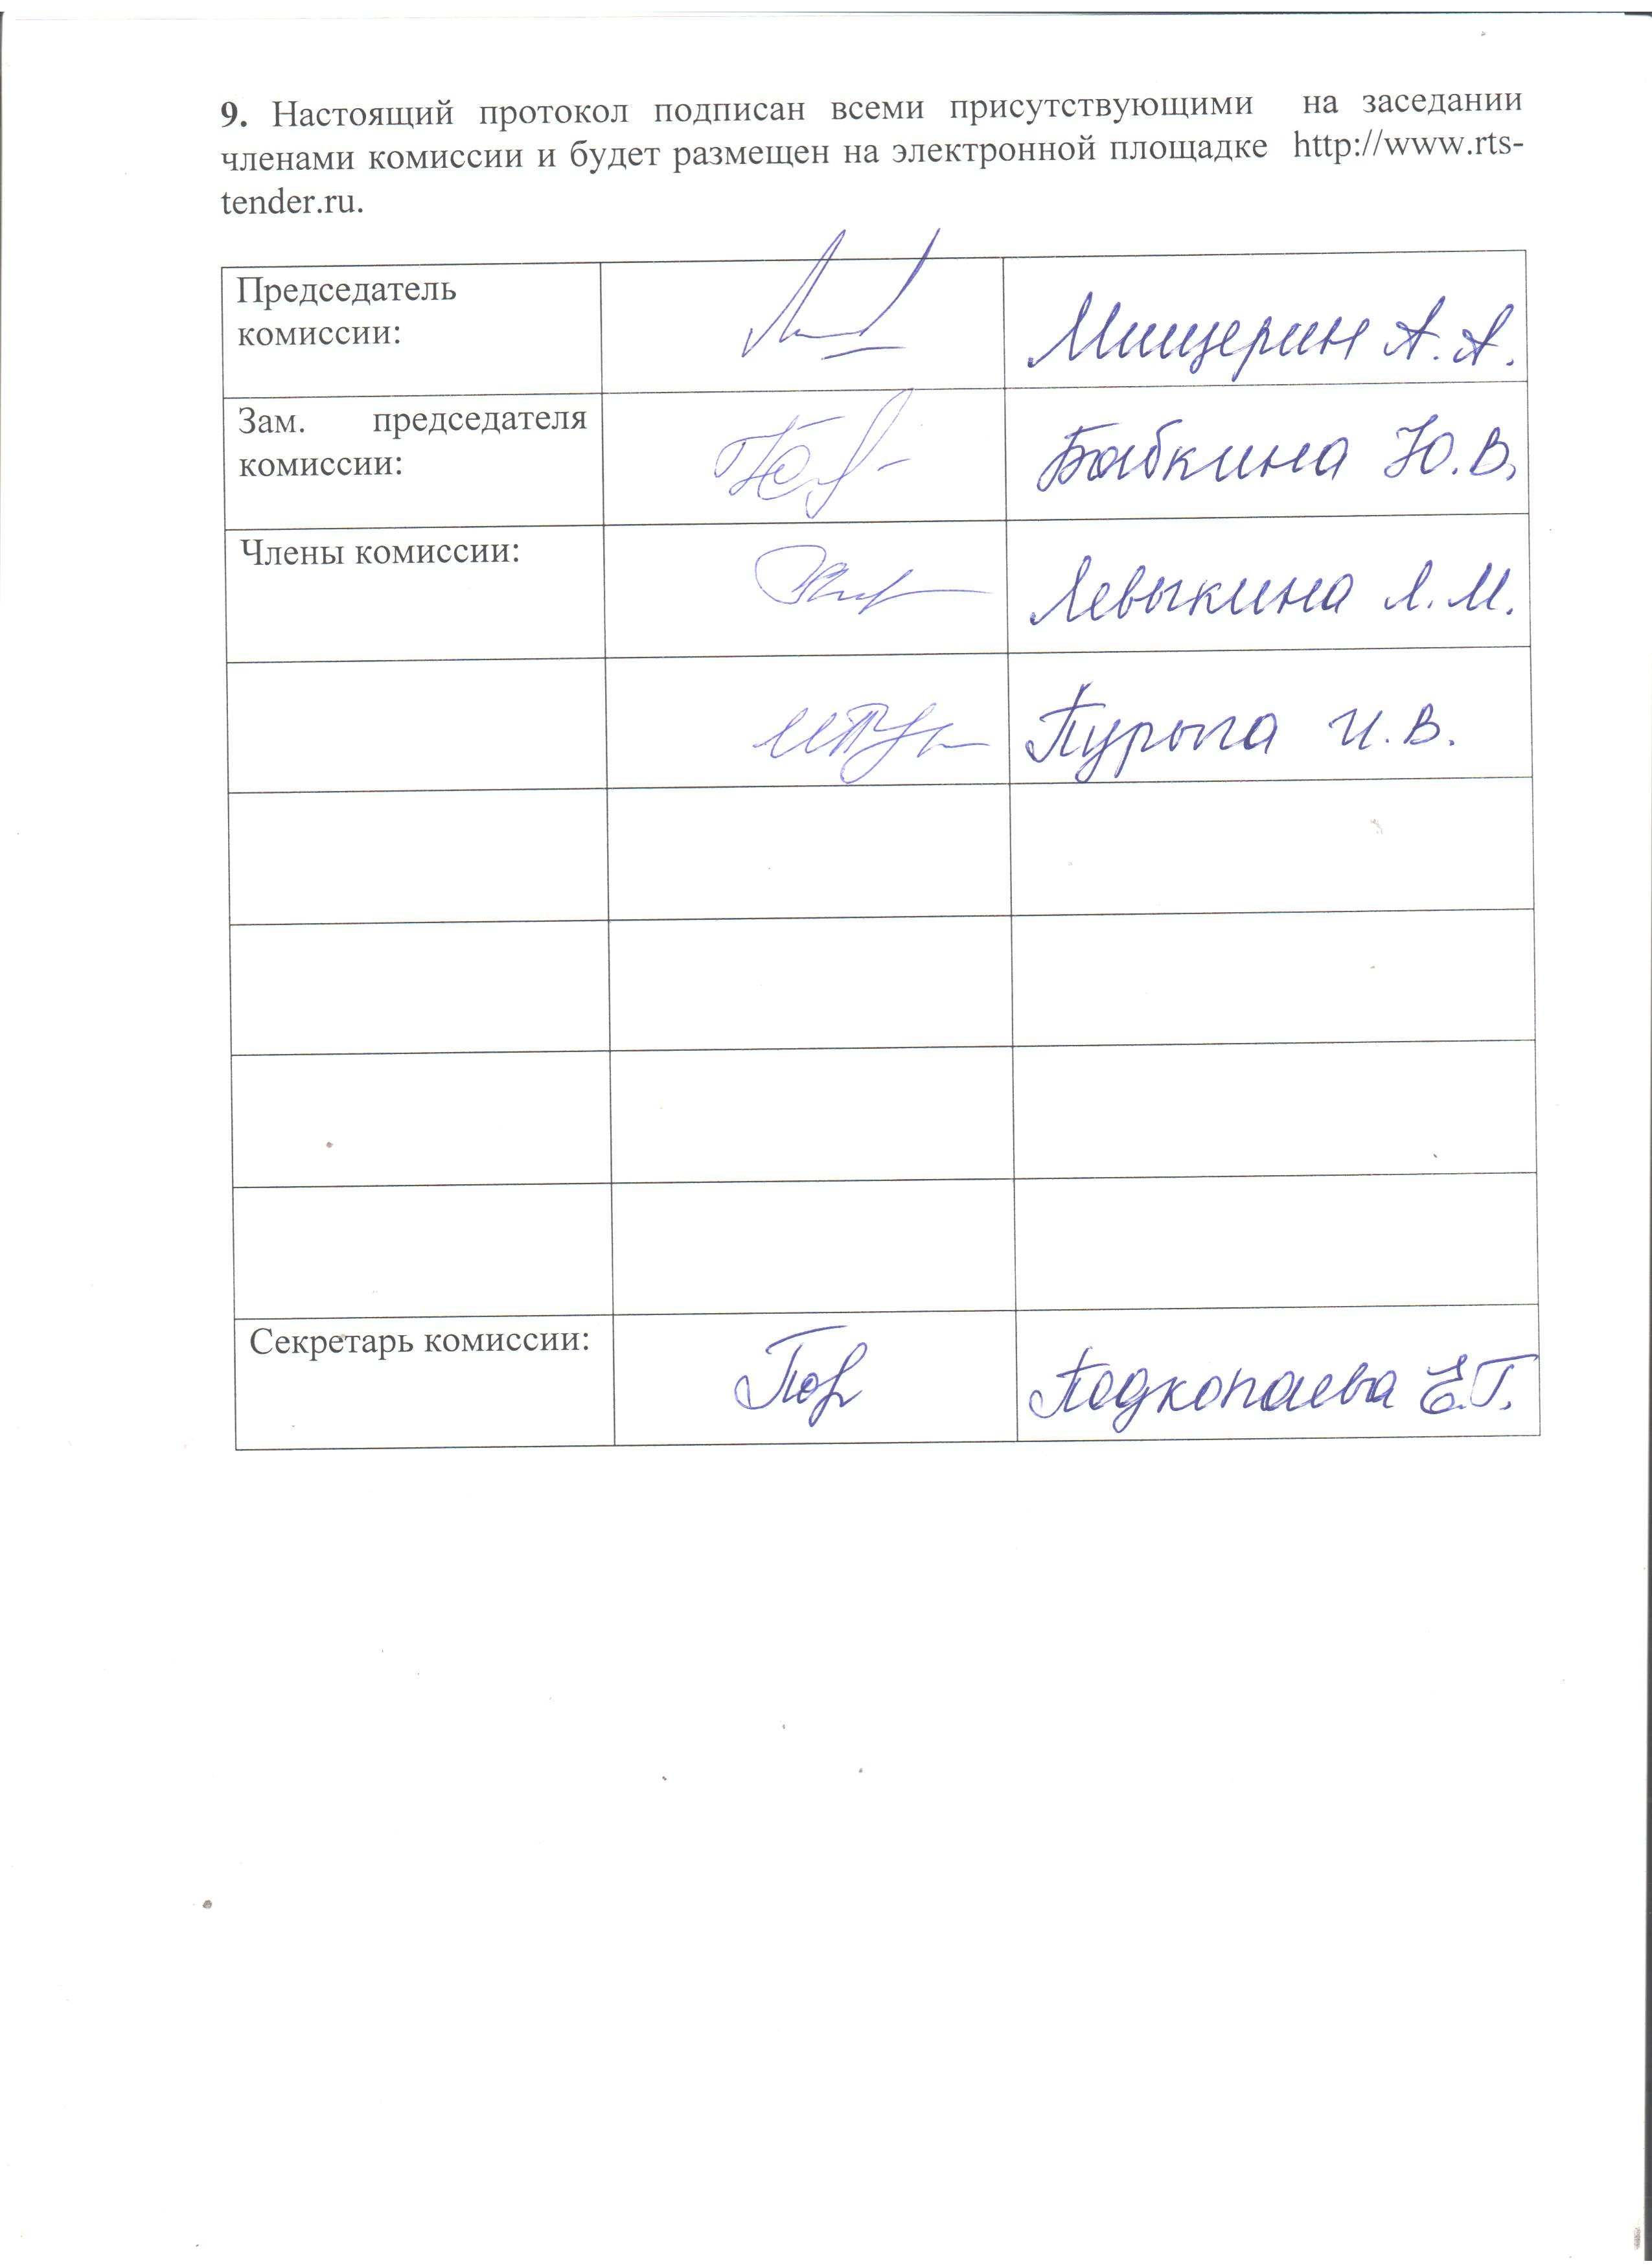 9. Настоящий протокол подписан всеми присутствующими на заседании
членами комиссии и будет размещен на электронной площадке http://www.rts-
tender.ru.
Председатель
комиссии:
Мищерин А. А.
Зам. председателя
комиссии:
Бабкина Ю. В.
Члены комиссии:
Левыкина Л. М.
Пурыга И. В.
Секретарь комиссии:
Подкопаева Е.Г.